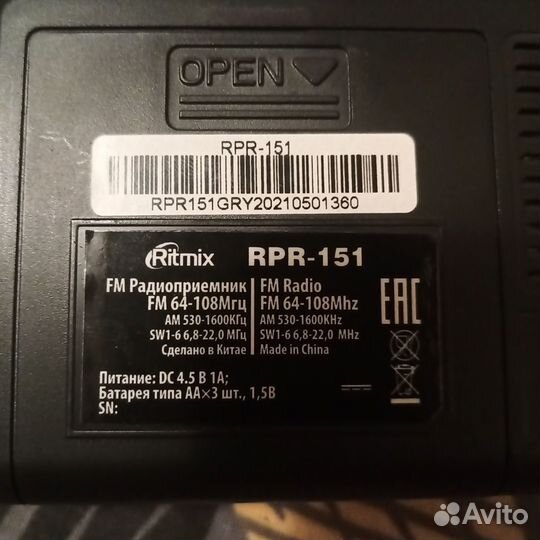 OPEN
RPR-151
RPR151GRY20210501360
Ritmix RPR-151
FM Радиоприемник
FM 64-108Мгц
AM 530-1600КГц
SW1-6 6,8-22,0 МГц
Сделано в Китае
FM Radio
FM 64-108Mhz
AM 530-1600KHz
SW1-6 6,8-22,0 MHz
Made in China
EAC
Питание: DC 4.5 В 1А;
Батарея типа АА×3 шт., 1,5В
SN:
Avito